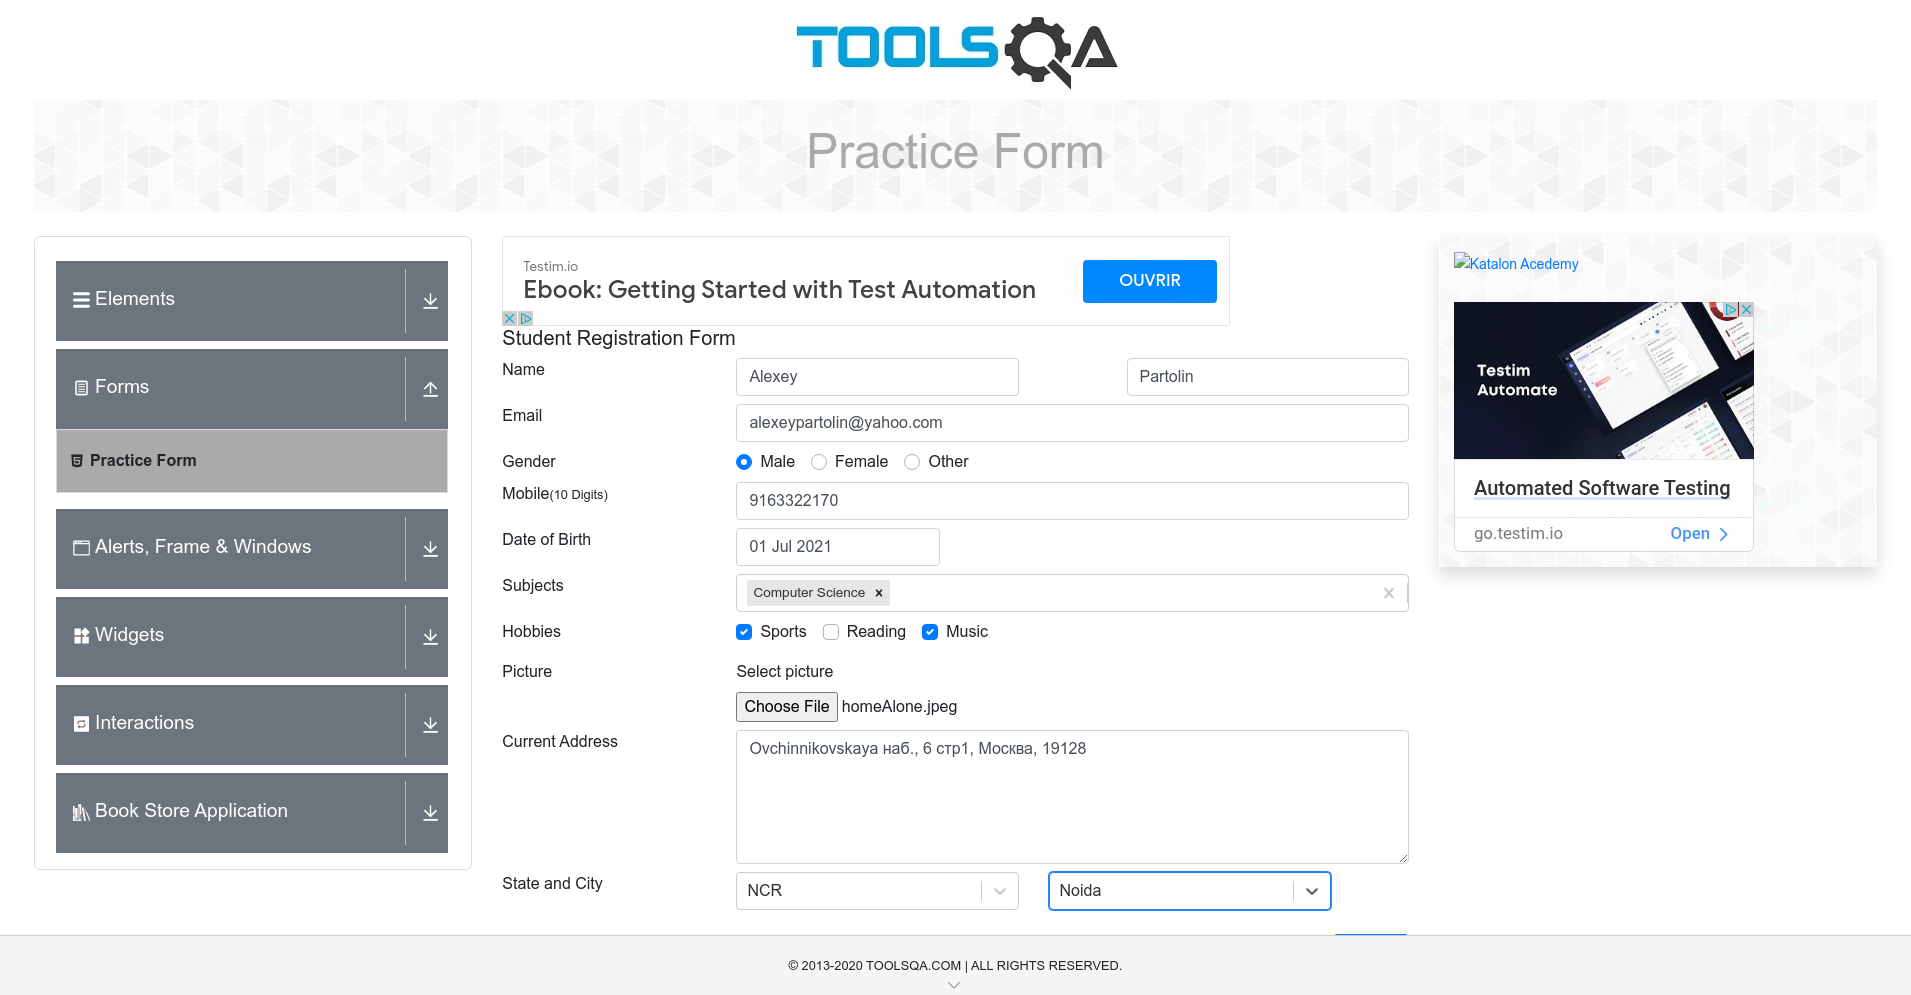 TOOLSQA
Practice Form
Elements
Forms
Practice Form
Alerts, Frame & Windows
Widgets
Interactions
Book Store Application
Testim.io
Ebook: Getting Started with Test Automation
OUVRIR
Student Registration Form
Name Alexey Partolin
Email alexeypartolin@yahoo.com
Gender Male Female Other
Mobile(10 Digits) 9163322170
Date of Birth 01 Jul 2021
Subjects Computer Science
Hobbies Sports Reading Music
Picture Select picture
Choose File homeAlone.jpeg
Current Address Ovchinnikovskaya наб., 6 стр1, Москва, 19128
State and City NCR Noida
Katalon Acedemy
Testim
Automate
Automated Software Testing
go.testim.io Open
© 2013-2020 TOOLSQA.COM | ALL RIGHTS RESERVED.